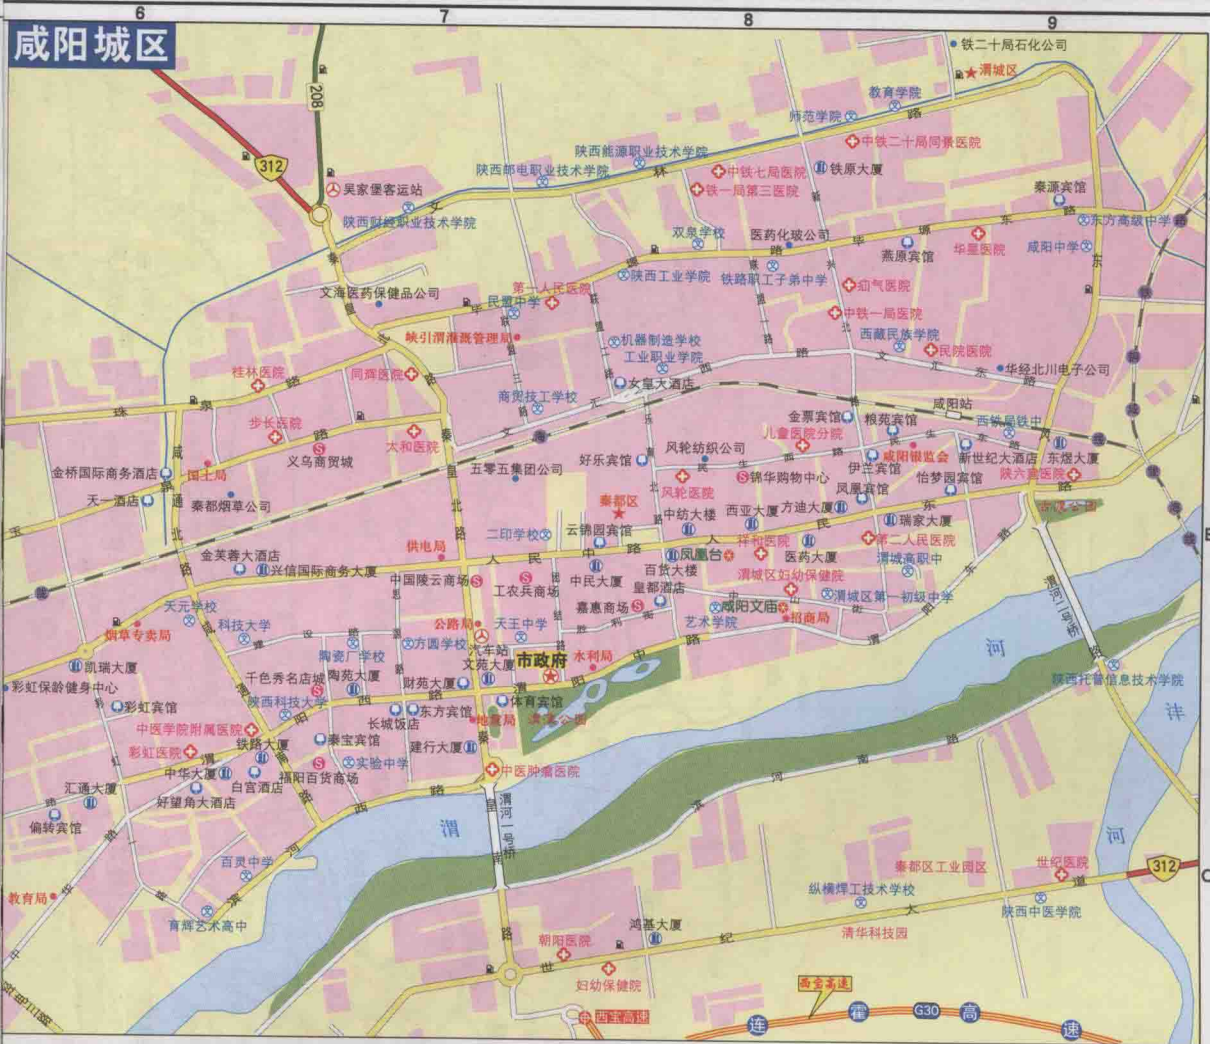 6
7
8
9
咸阳城区
铁二十局石化公司
渭城区
208
教育学院
师范学院
路
陕西能源职业技术学院
中铁二十局同景医院
312
陕西邮电职业技术学院
林
中铁七局医院
铁原大厦
吴家堡客运站
铁一局第三医院
秦源宾馆
陕西财经职业技术学院
东方高级中学
双泉学校
医药化玻公司
华星医院
咸阳中学
燕原宾馆
陕西工业学院
铁路职工子弟中学
文海医药保健品公司
第一人民医院
疝气医院
民盟中学
中铁一局医院
机器制造学校
西藏民族学院
工业职业学院
民院医院
桂林医院
同辉医院
女皇大酒店
华经北川电子公司
商贸技工学校
咸阳站
步长医院
太和医院
金票宾馆
粮苑宾馆
西铁局铁中
儿童医院分院
义乌商贸城
风轮纺织公司
咸阳银监会
新世纪大酒店
东煜大厦
金桥国际商务酒店
国土局
五零五集团公司
好乐宾馆
锦华购物中心
伊兰宾馆
怡梦园宾馆
陕六建医院
天一酒店
秦都烟草公司
秦都区
风轮医院
凤凰宾馆
中纺大楼
西亚大厦
方迪大厦
瑞家大厦
二印学校
云锦园宾馆
祥和医院
第二人民医院
供电局
金芙蓉大酒店
凤凰台
医药大厦
渭城高职中
兴信国际商务大厦
中国陵云商场
中民大厦
百货大楼
渭城区妇幼保健院
工农兵商场
皇都酒店
渭城区第一初级中学
天元学校
嘉惠商场
咸阳文庙
招商局
烟草专卖局
科技大学
公路局
天王中学
艺术学院
方圆学校
汽车站
凯瑞大厦
陶瓷厂学校
文苑大厦
市政府
水利局
渭河二号桥
千色秀名店城
陶苑大厦
财苑大厦
河
彩虹保龄健身中心
陕西托普信息技术学院
陕西科技大学
体育宾馆
彩虹宾馆
东方宾馆
沣
中医学院附属医院
长城饭店
秦宝宾馆
建行大厦
彩虹医院
铁路大厦
实验中学
中医肿瘤医院
中华大厦
福阳百货商场
汇通大厦
白宫酒店
好望角大酒店
渭河一号桥
偏转宾馆
渭
河
百灵中学
秦都区工业园区
世纪医院
312
教育局
纵横焊工技术学校
陕西中医学院
育辉艺术高中
鸿基大厦
清华科技园
朝阳医院
世
纪
大
道
妇幼保健院
西宝高速
西宝高速
连
霍
G30
高
速